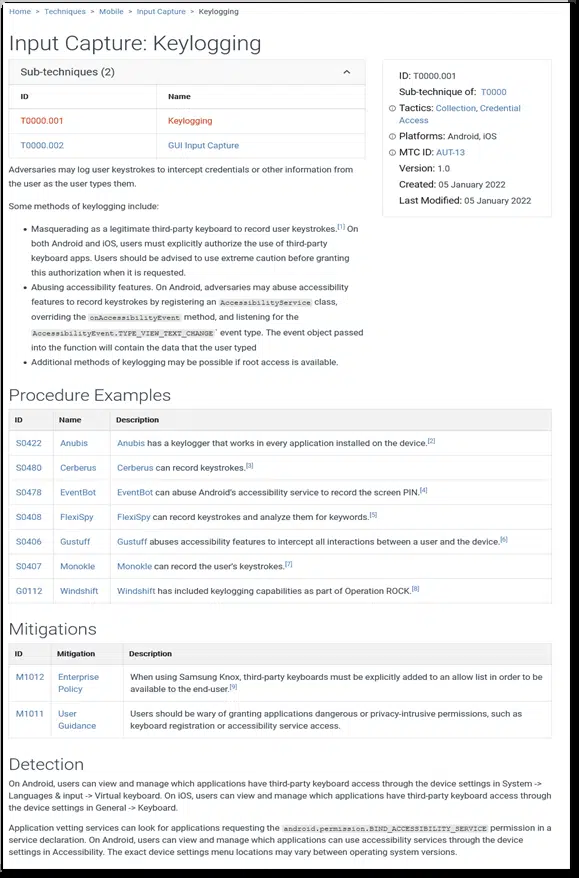 Home > Techniques > Mobile > Input Capture > Keylogging
Input Capture: Keylogging
Sub-techniques (2)
ID Name
T0000.001 Keylogging
T0000.002 GUI Input Capture
ID: T0000.001
Sub-technique of: T0000
Tactics: Collection, Credential
Access
Platforms: Android, iOS
MTC ID: AUT-13
Version: 1.0
Created: 05 January 2022
Last Modified: 05 January 2022
Adversaries may log user keystrokes to intercept credentials or other information from
the user as the user types them.
Some methods of keylogging include:
• Masquerading as a legitimate third-party keyboard to record user keystrokes.[1] On
both Android and iOS, users must explicitly authorize the use of third-party
keyboard apps. Users should be advised to use extreme caution before granting
this authorization when it is requested.
• Abusing accessibility features. On Android, adversaries may abuse accessibility
features to record keystrokes by registering an AccessibilityService class,
overriding the onAccessibilityEvent method, and listening for the
AccessibilityEvent.TYPE_VIEW_TEXT_CHANGE` event type. The event object passed
into the function will contain the data that the user typed
• Additional methods of keylogging may be possible if root access is available.
Procedure Examples
ID Name Description
S0422 Anubis Anubis has a keylogger that works in every application installed on the device.[2]
S0480 Cerberus Cerberus can record keystrokes.[3]
S0478 EventBot EventBot can abuse Android's accessibility service to record the screen PIN.[4]
S0408 FlexiSpy FlexiSpy can record keystrokes and analyze them for keywords.[5]
S0406 Gustuff Gustuff abuses accessibility features to intercept all interactions between a user and the device.[6]
S0407 Monokle Monokle can record the user's keystrokes.[7]
G0112 Windshift Windshift has included keylogging capabilities as part of Operation ROCK.[8]
Mitigations
ID Mitigation Description
M1012 Enterprise Policy When using Samsung Knox, third-party keyboards must be explicitly added to an allow list in order to be
available to the end-user.[9]
M1011 User Guidance Users should be wary of granting applications dangerous or privacy-intrusive permissions, such as
keyboard registration or accessibility service access.
Detection
On Android, users can view and manage which applications have third-party keyboard access through the device settings in System ->
Languages & input -> Virtual keyboard. On iOS, users can view and manage which applications have third-party keyboard access through
the device settings in General -> Keyboard.
Application vetting services can look for applications requesting the android.permission.BIND_ACCESSIBILITY_SERVICE permission in a
service declaration. On Android, users can view and manage which applications can use accessibility services through the device
settings in Accessibility. The exact device settings menu locations may vary between operating system versions.